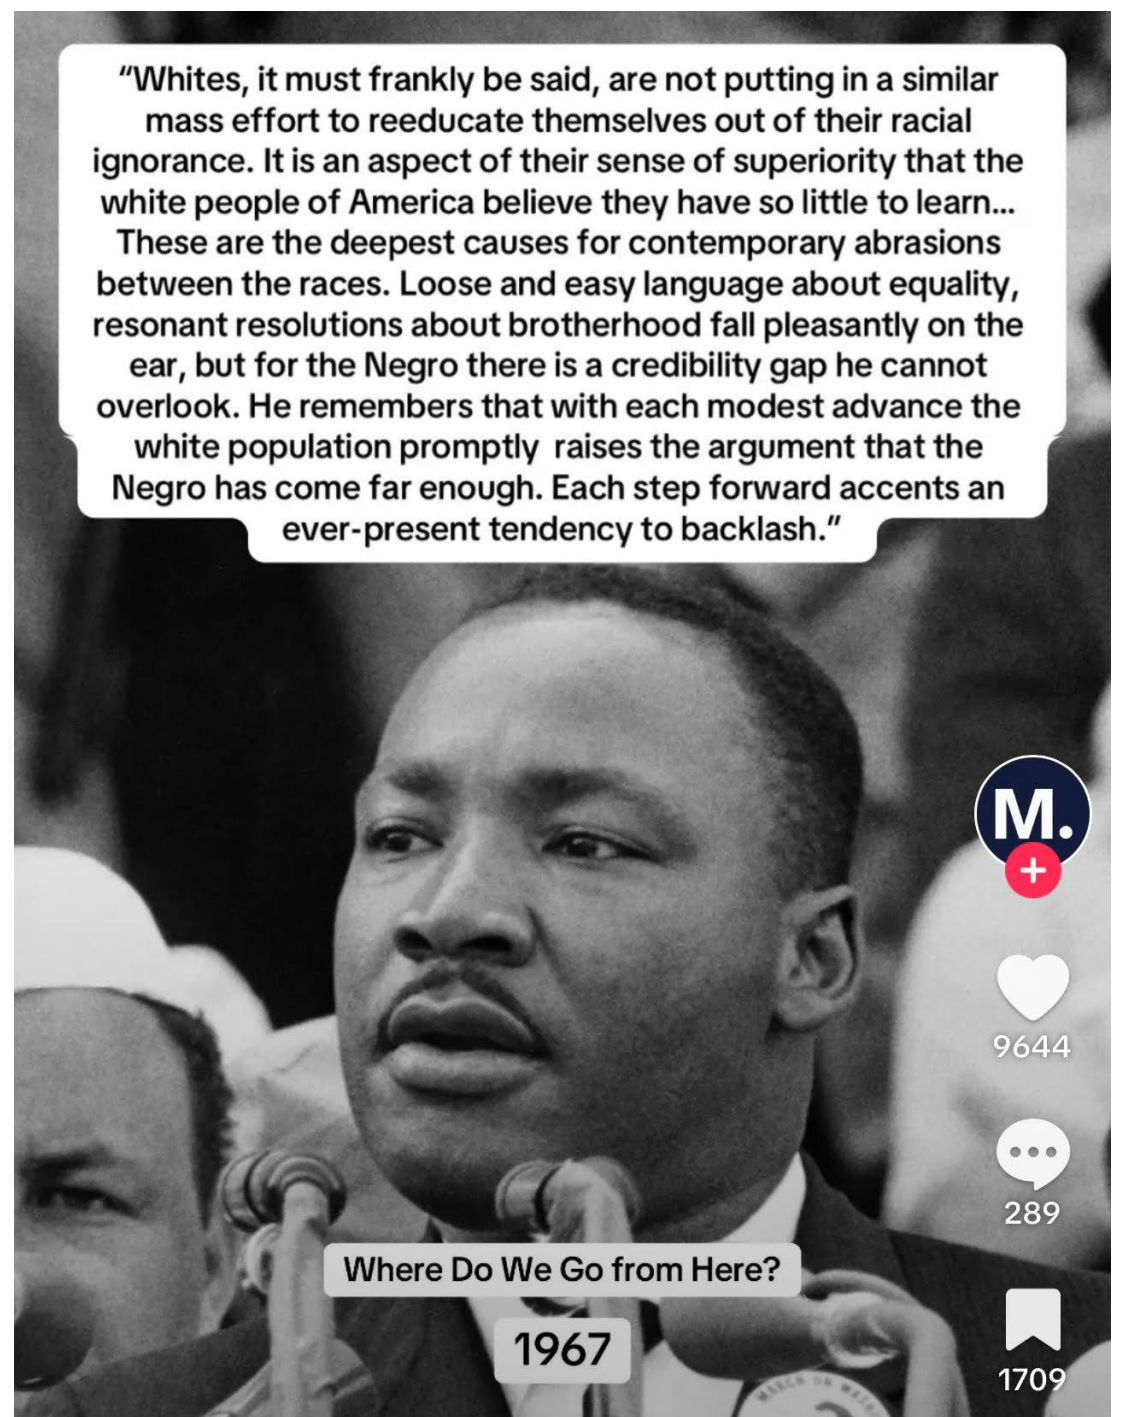 “Whites, it must frankly be said, are not putting in a similar
mass effort to reeducate themselves out of their racial
ignorance. It is an aspect of their sense of superiority that the
white people of America believe they have so little to learn...
These are the deepest causes for contemporary abrasions
between the races. Loose and easy language about equality,
resonant resolutions about brotherhood fall pleasantly on the
ear, but for the Negro there is a credibility gap he cannot
overlook. He remembers that with each modest advance the
white population promptly  raises the argument that the
Negro has come far enough. Each step forward accents an
ever-present tendency to backlash.”
M.
9644
289
Where Do We Go from Here?
1967
1709
MARCH ON